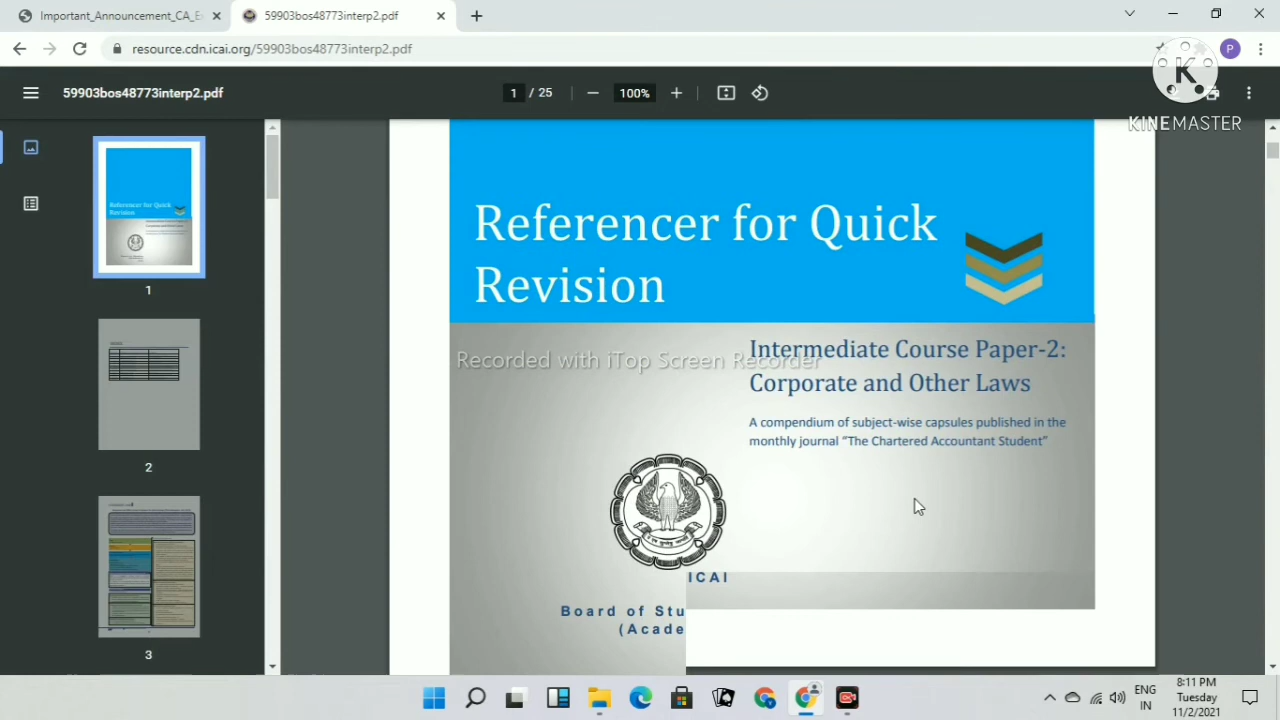 Important_Announcement_CA_E
59903bos48773interp2.pdf
resource.cdn.icai.org/59903bos48773interp2.pdf
P
K
KINEMASTER
59903bos48773interp2.pdf
1 / 25
100%
Referencer for Quick
Revision
Intermediate Course Paper-2:
Corporate and Other Laws
Recorded with iTop Screen Recorder
A compendium of subject-wise capsules published in the
monthly journal “The Chartered Accountant Student”
ICAI
Board of Stu
(Acade
1
2
3
ENG
IN
8:11 PM
Tuesday
11/2/2021